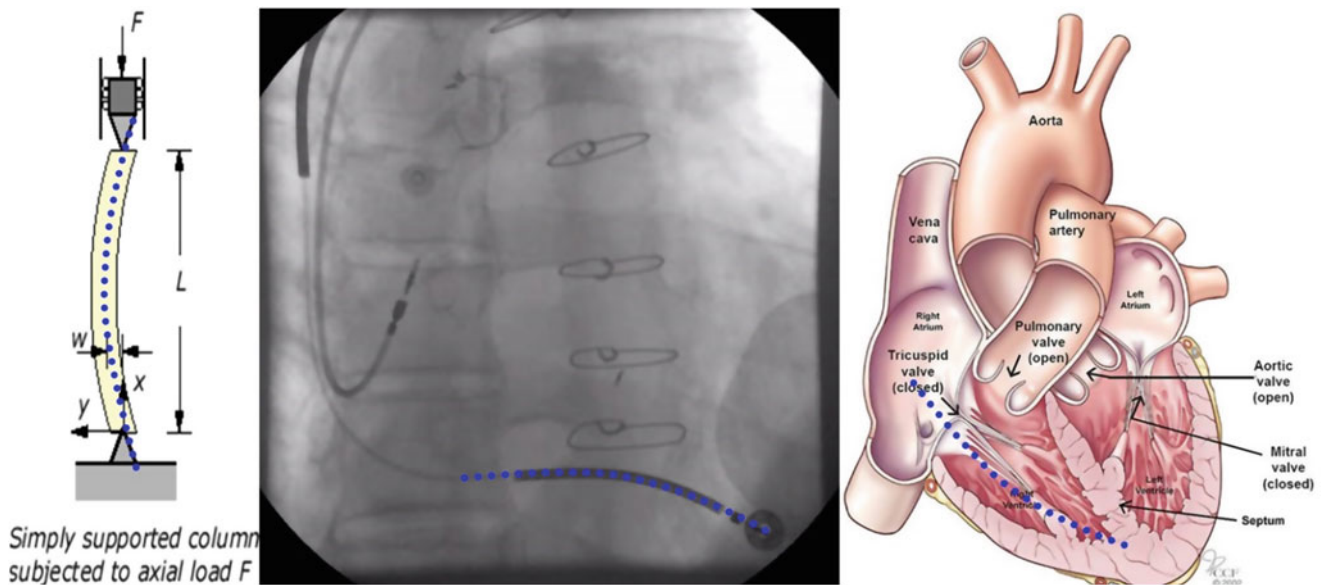 F
L
w
x
y
Simply supported column
subjected to axial load F
Aorta
Vena
cava
Pulmonary
artery
Left
Atrium
Right
Atrium
Pulmonary
valve
(open)
Tricuspid
valve
(closed)
Aortic
valve
(open)
Mitral
valve
(closed)
Right
Ventricle
Left
Ventricle
Septum
CCF